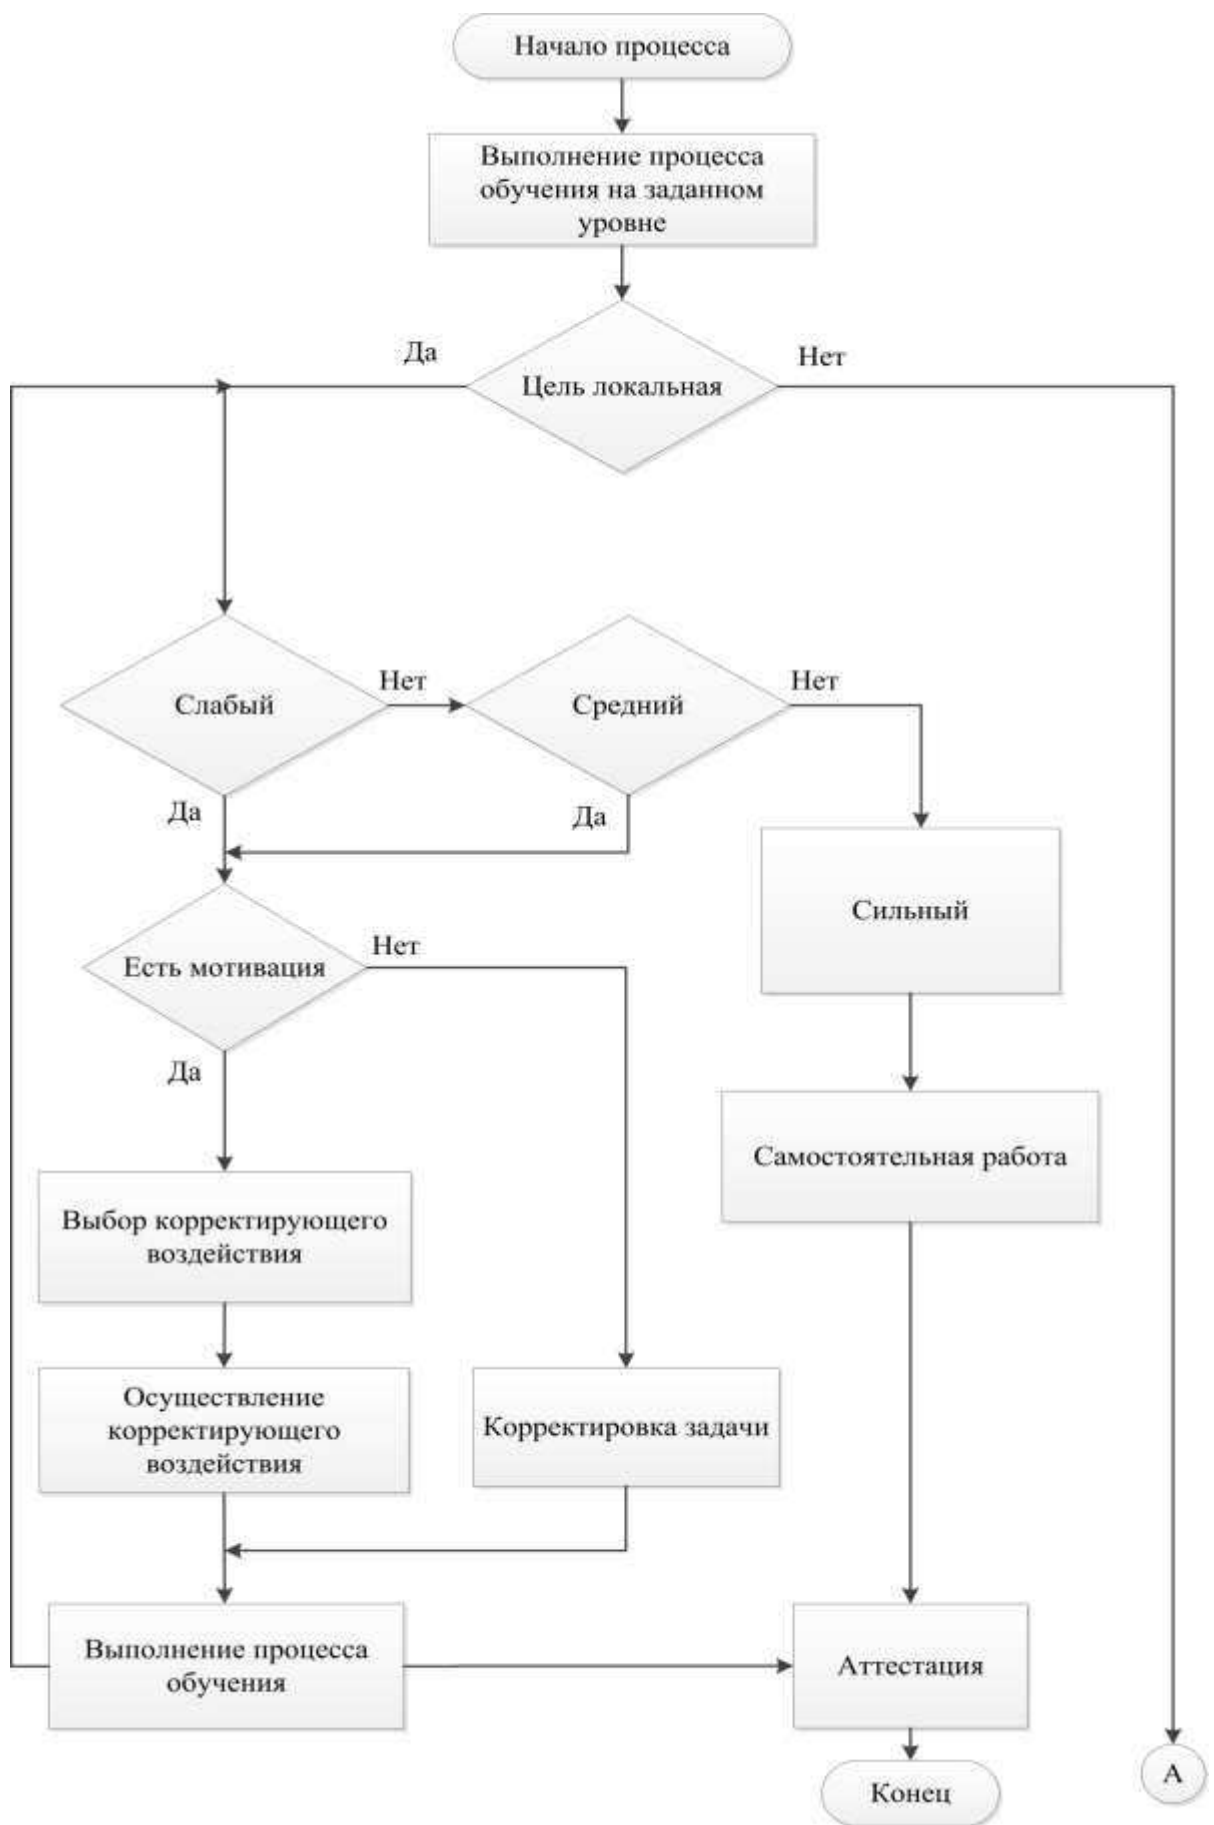 Начало процесса
Выполнение процесса
обучения на заданном
уровне
Да
Нет
Цель локальная
Слабый
Нет
Средний
Нет
Да
Да
Сильный
Есть мотивация
Нет
Да
Самостоятельная работа
Выбор корректирующего
воздействия
Осуществление
корректирующего
воздействия
Корректировка задачи
Выполнение процесса
обучения
Аттестация
Конец
А